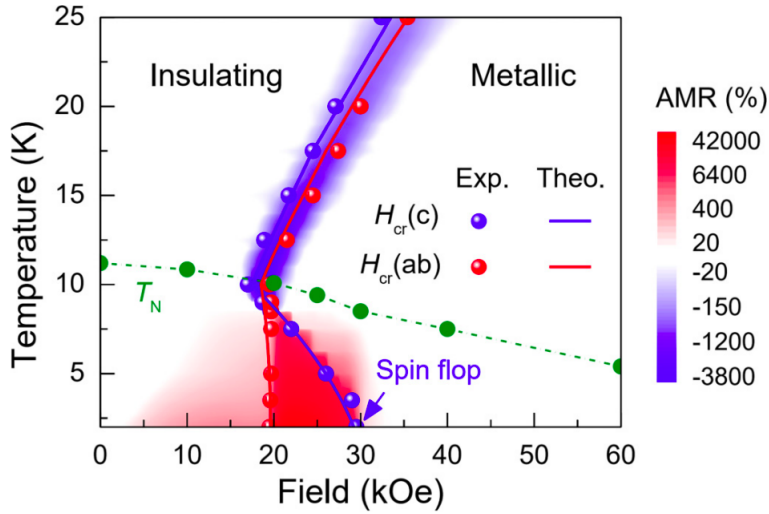 Insulating
Metallic
AMR (%)
42000
6400
400
20
-20
-150
-1200
-3800
Exp. Theo.
Hcr(c)
Hcr(ab)
TN
Spin flop
25
20
15
10
5
Temperature (K)
0 10 20 30 40 50 60
Field (kOe)